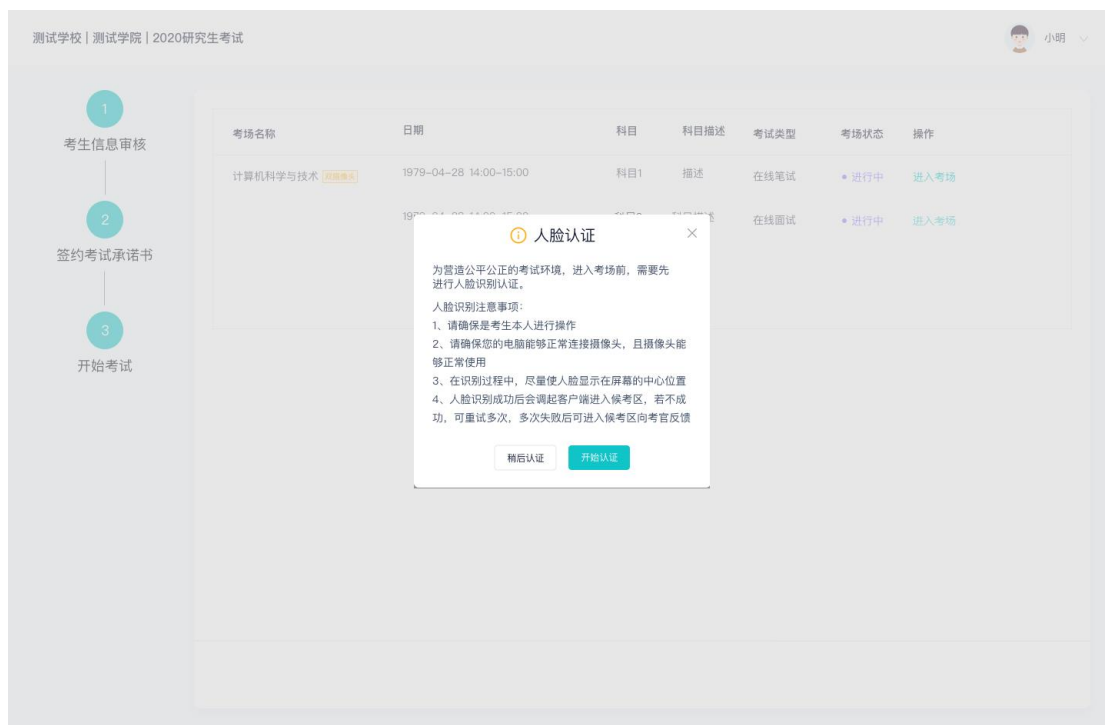 测试学校 | 测试学院 | 2020研究生考试
小明
1
考生信息审核
2
签约考试承诺书
3
开始考试
考场名称 日期 科目 科目描述 考试类型 考场状态 操作
计算机科学与技术 双摄像头 1979-04-28 14:00-15:00 科目1 描述 在线笔试 进行中 进入考场
在线面试 进行中 进入考场
人脸认证
为营造公平公正的考试环境，进入考场前，需要先
进行人脸识别认证。
人脸识别注意事项：
1、请确保是考生本人进行操作
2、请确保您的电脑能够正常连接摄像头，且摄像头能
够正常使用
3、在识别过程中，尽量使人脸显示在屏幕的中心位置
4、人脸识别成功后会调起客户端进入候考区，若不成
功，可重试多次，多次失败后可进入候考区向考官反馈
稍后认证 开始认证